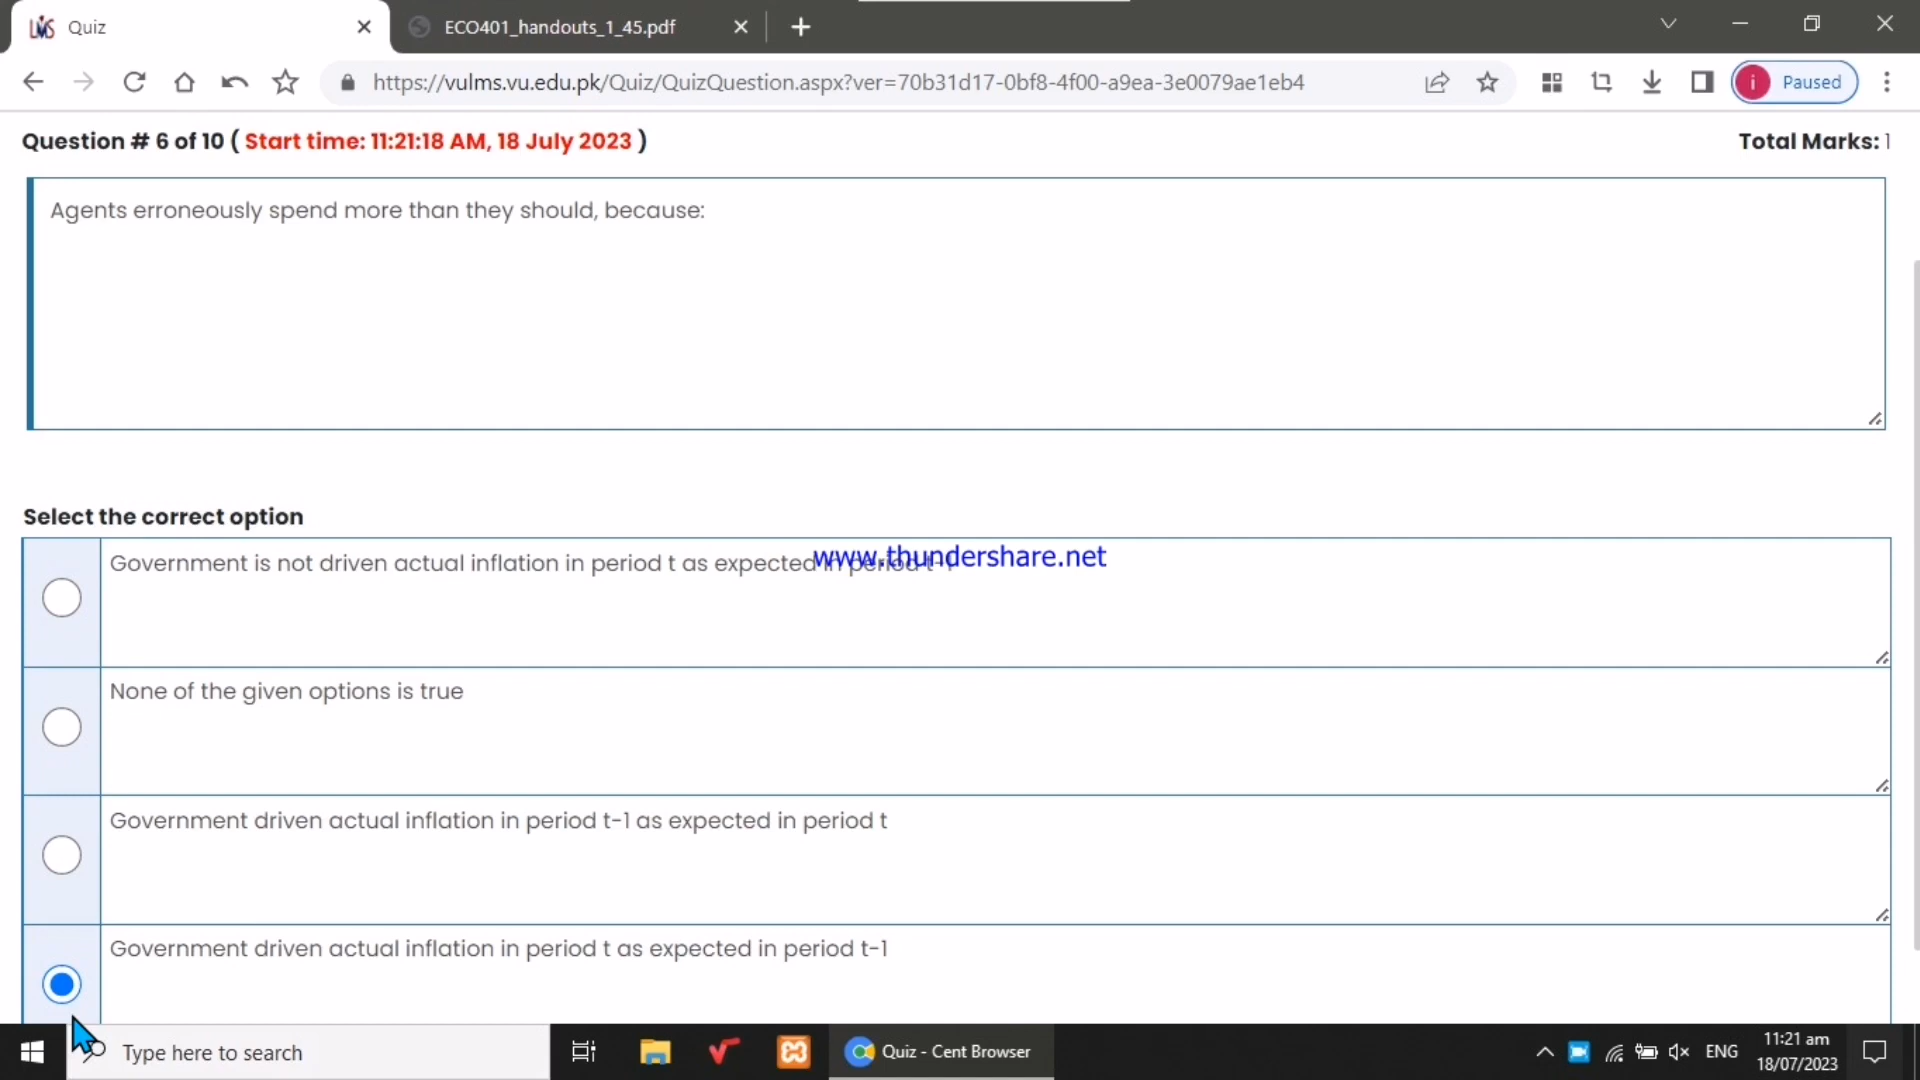 Quiz
ECO401_handouts_1_45.pdf
https://vulms.vu.edu.pk/Quiz/QuizQuestion.aspx?ver=70b31d17-0bf8-4f00-a9ea-3e0079ae1eb4
i Paused
Question # 6 of 10 ( Start time: 11:21:18 AM, 18 July 2023 )
Total Marks: 1
Agents erroneously spend more than they should, because:
Select the correct option
Government is not driven actual inflation in period t as expected in period t-1
www.thundershare.net
None of the given options is true
Government driven actual inflation in period t-1 as expected in period t
Government driven actual inflation in period t as expected in period t-1
Type here to search
Quiz - Cent Browser
ENG
11:21 am
18/07/2023